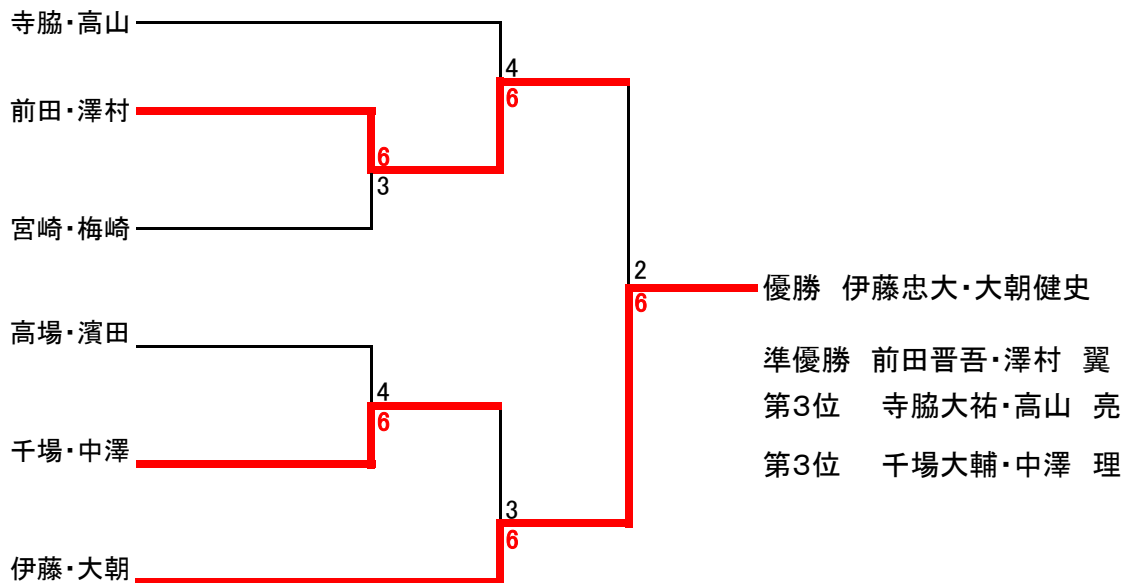 寺脇・高山
4
6
前田・澤村
6
3
宮崎・梅崎
2
6
優勝　伊藤忠大・大朝健史
高場・濱田
準優勝　前田晋吾・澤村　翼
4
6
第3位　寺脇大祐・高山　亮
千場・中澤
第3位　千場大輔・中澤　理
3
6
伊藤・大朝